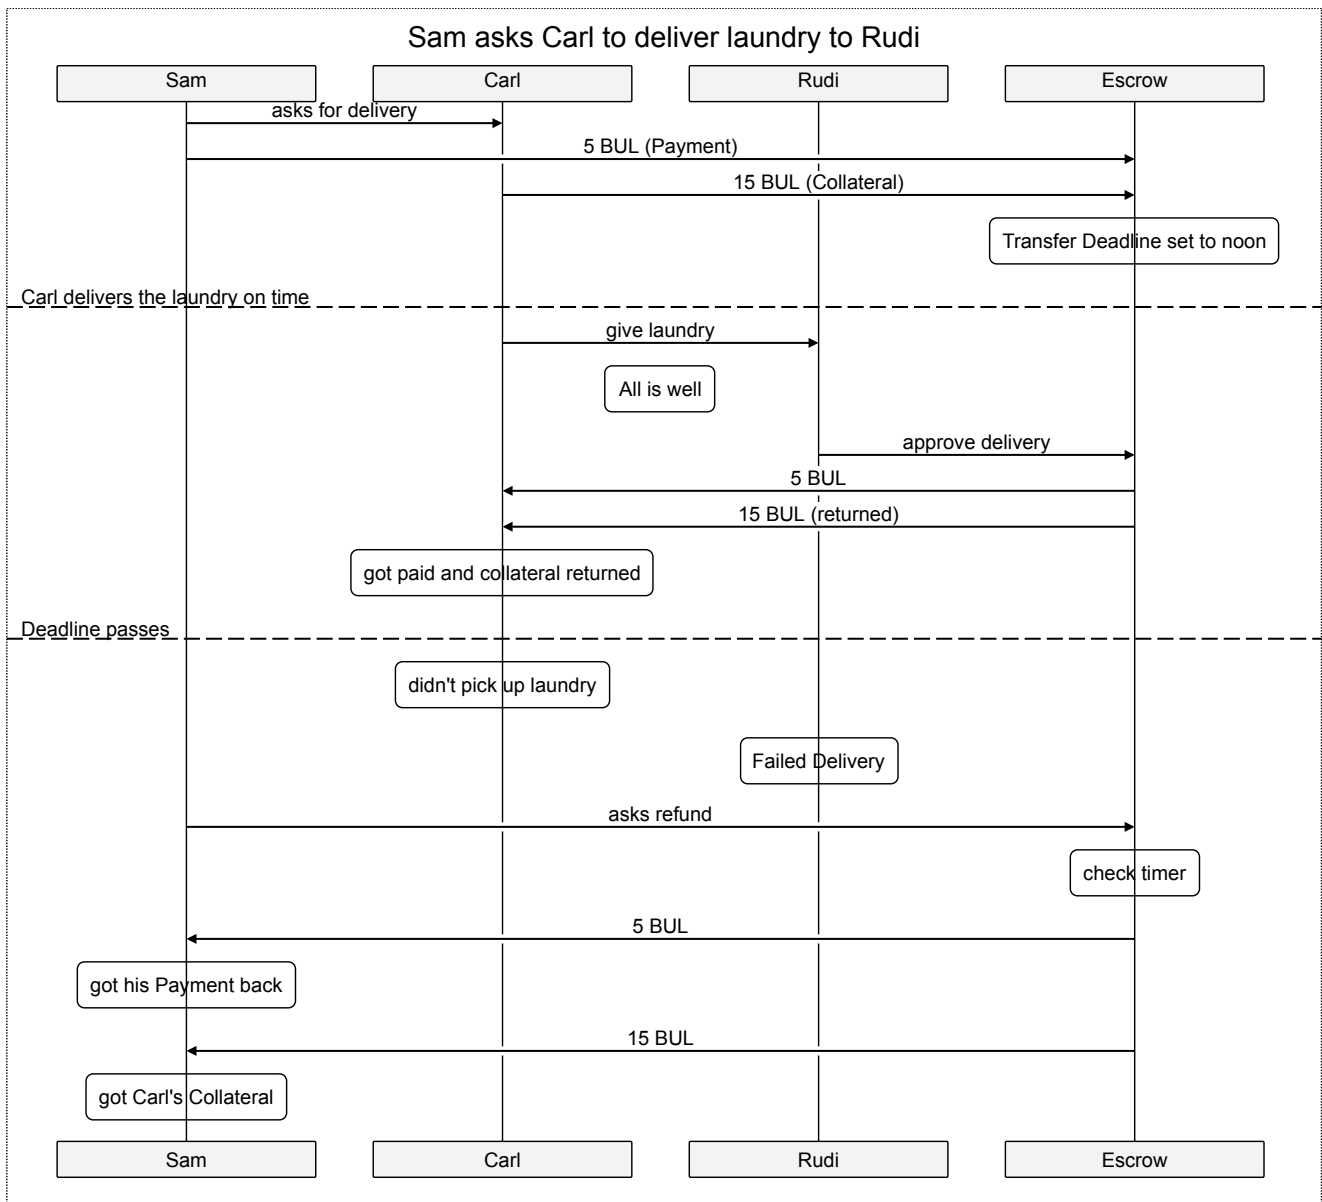 Sam asks Carl to deliver laundry to Rudi
Sam
Carl
Rudi
Escrow
asks for delivery
5 BUL (Payment)
15 BUL (Collateral)
Transfer Deadline set to noon
Carl delivers the laundry on time
give laundry
All is well
approve delivery
5 BUL
15 BUL (returned)
got paid and collateral returned
Deadline passes
didn't pick up laundry
Failed Delivery
asks refund
check timer
5 BUL
got his Payment back
15 BUL
got Carl's Collateral
Sam
Carl
Rudi
Escrow